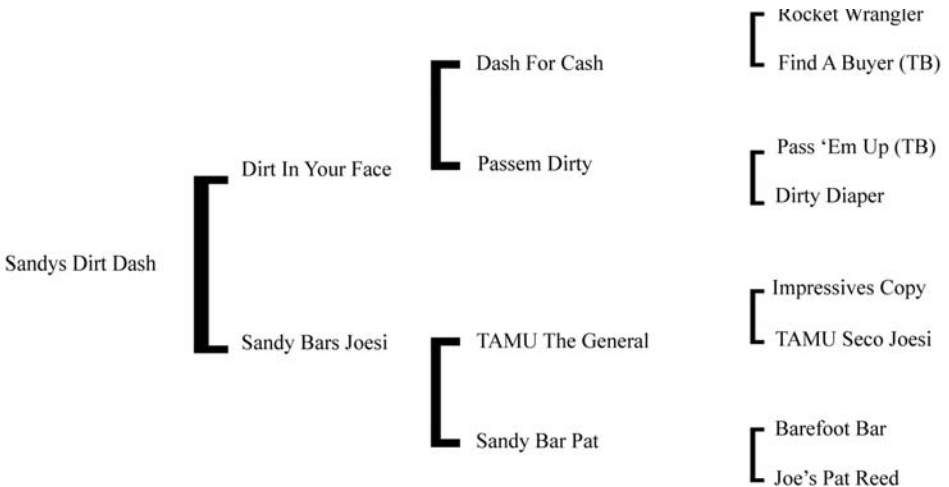 Rocket Wrangler
Dash For Cash
Find A Buyer (TB)
Dirt In Your Face
Passem Dirty
Pass ‘Em Up (TB)
Dirty Diaper
Sandys Dirt Dash
Impressives Copy
Sandy Bars Joesi
TAMU The General
TAMU Seco Joesi
Sandy Bar Pat
Barefoot Bar
Joe’s Pat Reed